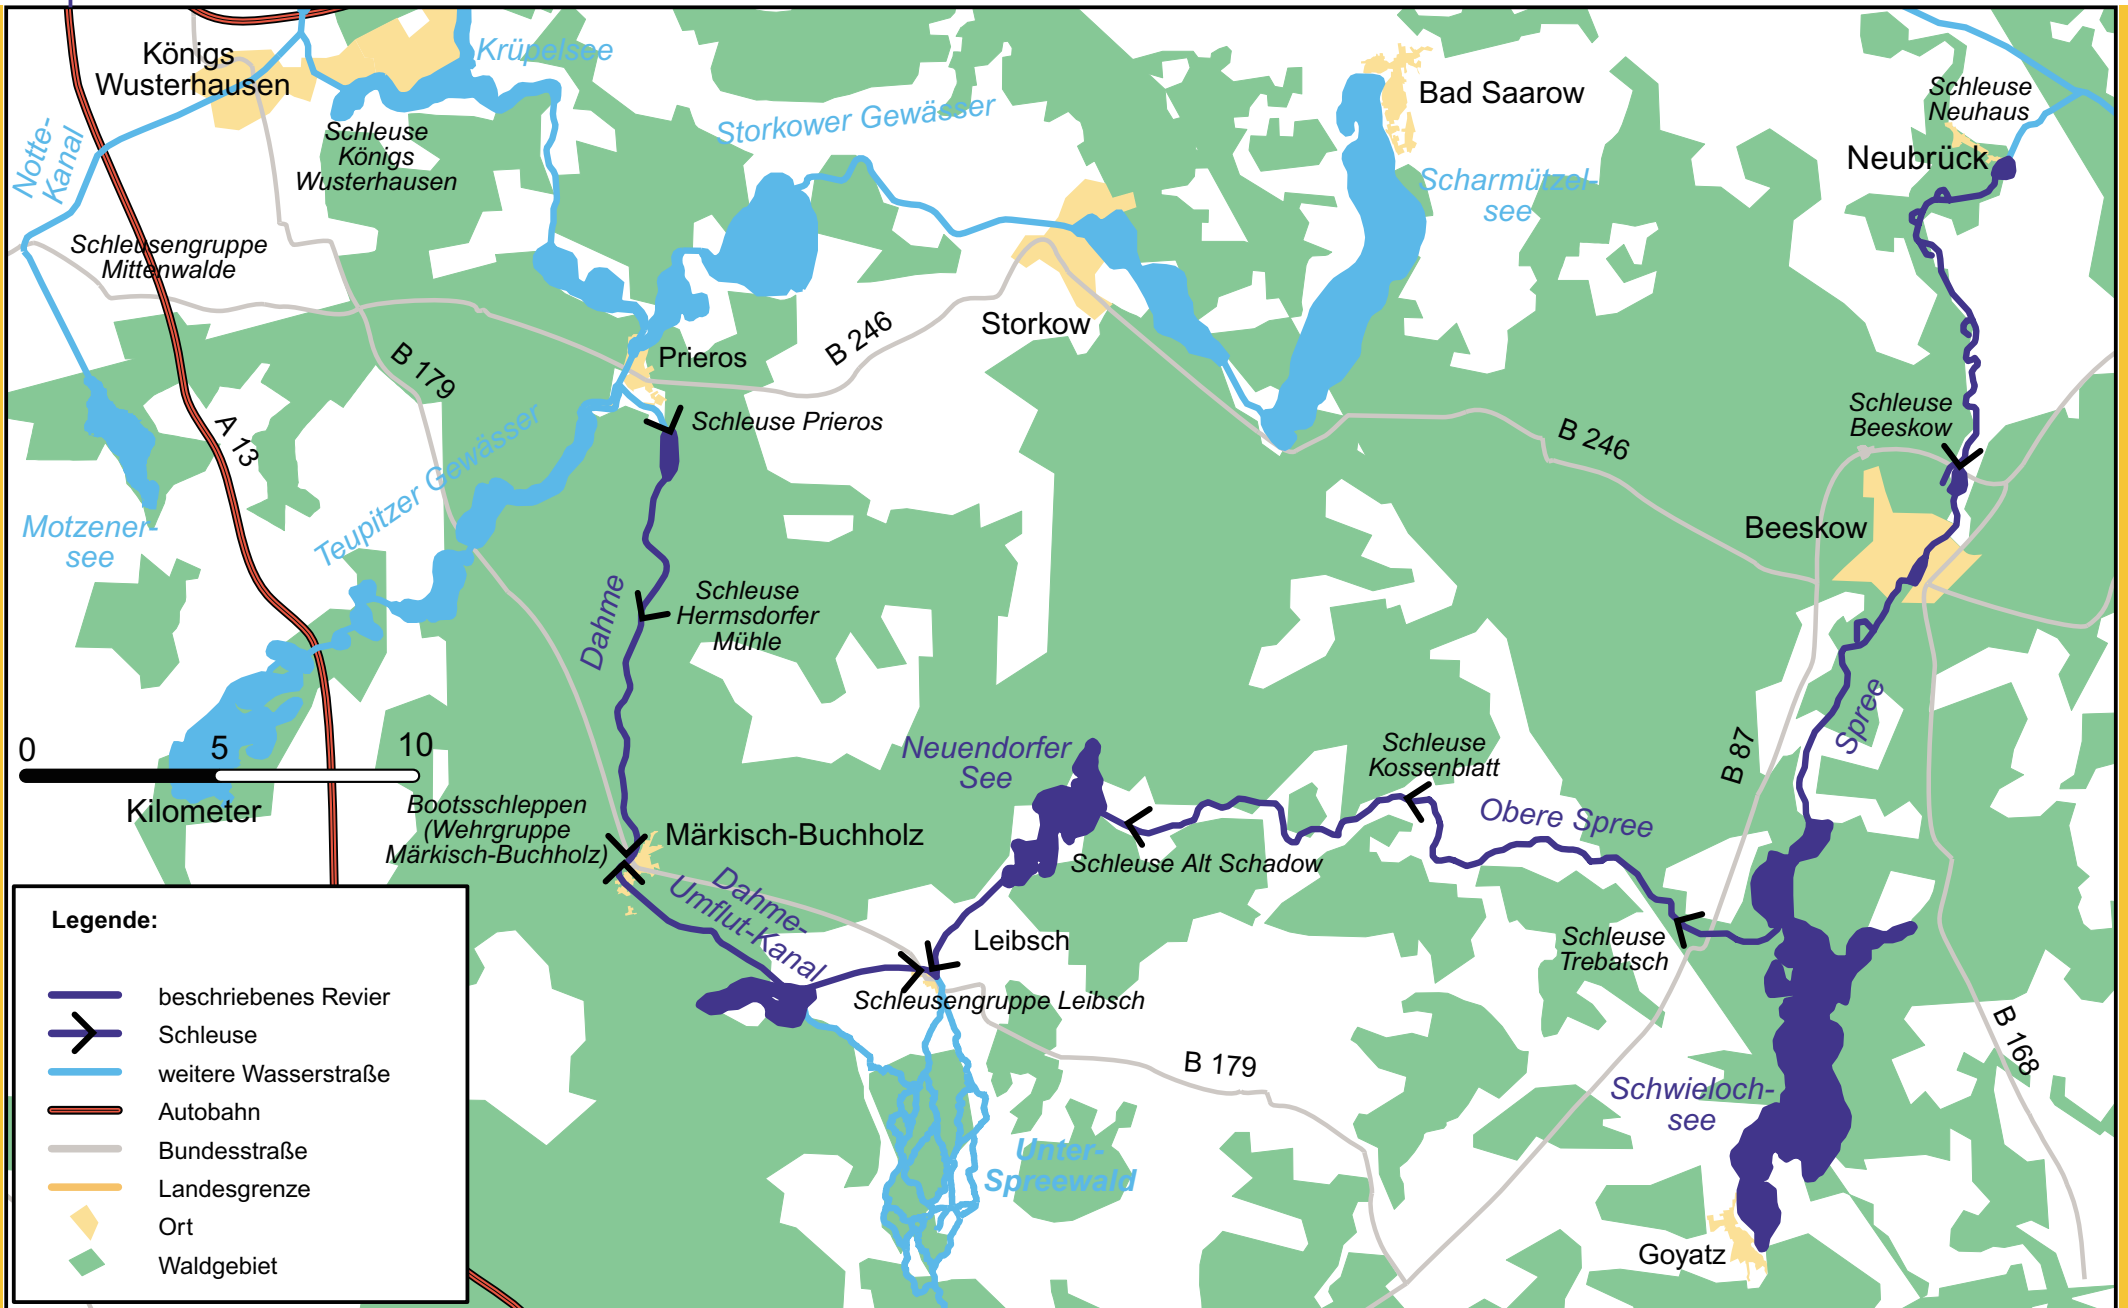 Königs
Wusterhausen
Krüpelsee
Notte-
Kanal
Schleuse
Königs
Wusterhausen
Storkower Gewässer
Bad Saarow
Scharmützel-
see
Schleuse
Neuhaus
Neubrück
Schleusengruppe
Mittenwalde
B 179
A 13
Prieros
B 246
Storkow
Schleuse Prieros
Teupitzer Gewässer
Motzener-
see
B 246
Schleuse
Beeskow
Beeskow
Dahme
Schleuse
Hermsdorfer
Mühle
Spree
B 87
0
5
10
Kilometer
Neuendorfer
See
Schleuse
Kossenblatt
Obere Spree
Bootsschleppen
(Wehrgruppe
Märkisch-Buchholz)
Märkisch-Buchholz
Schleuse Alt Schadow
Dahme-
Umflut-Kanal
Leibsch
Schleusengruppe Leibsch
Schleuse
Trebatsch
B 179
B 168
Schwieloch-
see
Unter-
Spreewald
Goyatz
Legende:
beschriebenes Revier
Schleuse
weitere Wasserstraße
Autobahn
Bundesstraße
Landesgrenze
Ort
Waldgebiet